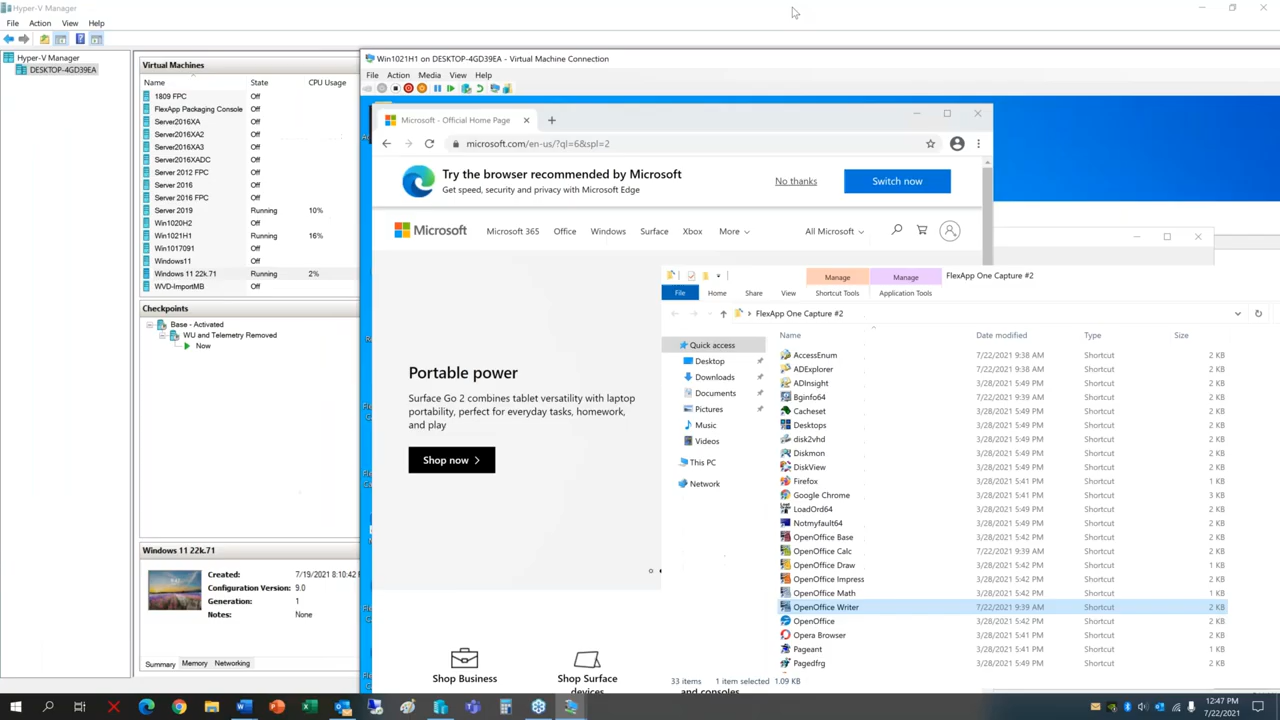 Hyper-V Manager
File Action View Help
Hyper-V Manager
DESKTOP-4GD39EA
Virtual Machines
Name State CPU Usage
1809 FPC Off
FlexApp Packaging Console Off
Server2016XA Off
Server2016XA2 Off
Server2016XA3 Off
Server2016XADC Off
Server 2012 FPC Off
Server 2016 Off
Server 2016 FPC Off
Server 2019 Running 10%
Win1020H2 Off
Win1021H1 Running 16%
Win1017091 Off
Windows11 Off
Windows 11 22k.71 Running 2%
WVD-ImportMB Off
Checkpoints
Base - Activated
WU and Telemetry Removed
Now
Windows 11 22k.71
Created: 7/19/2021 8:10:42
Configuration Version: 9.0
Generation: 1
Notes: None
Summary Memory Networking
Win1021H1 on DESKTOP-4GD39EA - Virtual Machine Connection
File Action Media View Help
Microsoft - Official Home Page
microsoft.com/en-us/?ql=6&spl=2
Try the browser recommended by Microsoft
Get speed, security and privacy with Microsoft Edge
No thanks
Switch now
Microsoft
Microsoft 365 Office Windows Surface Xbox More All Microsoft
Portable power
Surface Go 2 combines tablet versatility with laptop
portability, perfect for everyday tasks, homework,
and play
Shop now
Shop Business
Shop Surface
devices
and consoles
Manage Manage FlexApp One Capture #2
File Home Share View Shortcut Tools Application Tools
FlexApp One Capture #2
Quick access
Desktop
Downloads
Documents
Pictures
Music
Videos
This PC
Network
Name Date modified Type Size
AccessEnum 7/22/2021 9:38 AM Shortcut 2 KB
ADExplorer 7/22/2021 9:38 AM Shortcut 2 KB
ADInsight 3/28/2021 5:49 PM Shortcut 2 KB
Bginfo64 7/22/2021 9:39 AM Shortcut 2 KB
Cacheset 3/28/2021 5:49 PM Shortcut 2 KB
Desktops 3/28/2021 5:49 PM Shortcut 2 KB
disk2vhd 3/28/2021 5:49 PM Shortcut 2 KB
Diskmon 3/28/2021 5:49 PM Shortcut 2 KB
DiskView 3/28/2021 5:49 PM Shortcut 2 KB
Firefox 3/28/2021 5:41 PM Shortcut 1 KB
Google Chrome 3/28/2021 5:41 PM Shortcut 3 KB
LoadOrd64 3/28/2021 5:49 PM Shortcut 2 KB
Notmyfault64 3/28/2021 5:49 PM Shortcut 2 KB
OpenOffice Base 3/28/2021 5:42 PM Shortcut 2 KB
OpenOffice Calc 7/22/2021 9:39 AM Shortcut 2 KB
OpenOffice Draw 3/28/2021 5:42 PM Shortcut 2 KB
OpenOffice Impress 3/28/2021 5:42 PM Shortcut 2 KB
OpenOffice Math 3/28/2021 5:42 PM Shortcut 1 KB
OpenOffice Writer 7/22/2021 9:39 AM Shortcut 2 KB
OpenOffice 3/28/2021 5:42 PM Shortcut 2 KB
Opera Browser 3/28/2021 5:41 PM Shortcut 2 KB
Pageant 3/28/2021 5:41 PM Shortcut 1 KB
Pagedfrg 3/28/2021 5:49 PM Shortcut 2 KB
33 items 1 item selected 1.09 KB
12:47 PM
7/22/2021